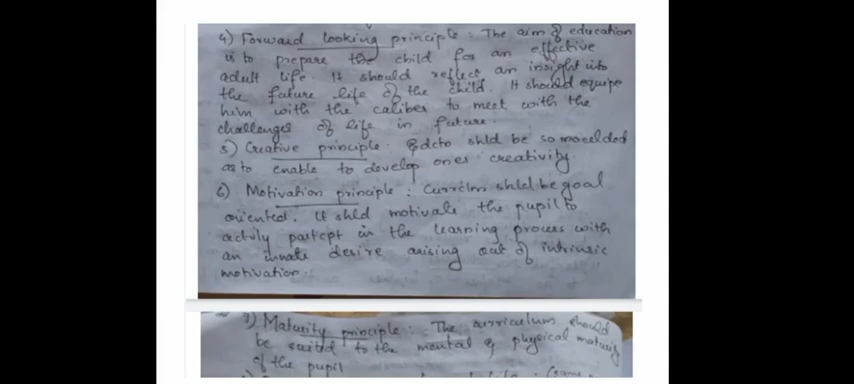 4) Forward looking principle : The aim of education
is to prepare the child for an effective
adult life. It should reflect an insight into
the future life of the child. It should equipe
him with the caliber to meet with the
challenges of life in future.
5) Creative principle. shld be so moulded
as to enable to develop ones creativity.
6) Motivation principle : Curriclm shld be goal
oriented. It shld motivate the pupil to
activly partcpt in the learning process with
an innate desire arising out of intrinsic
motivation.
7) Maturity principle : The curriculum should
be suited to the mental & physical maturity
of the pupil